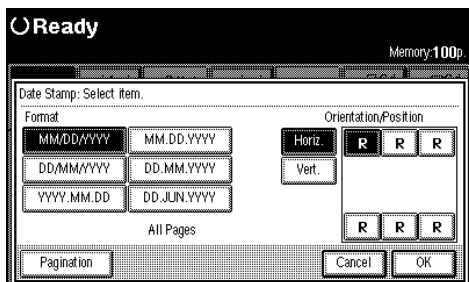 Ready
Memory:100p.
Date Stamp: Select item.
Format Orientation/Position
MM/DD/YYYY MM.DD.YYYY Horiz. R R R
DD/MM/YYYY DD.MM.YYYY Vert.
YYYY.MM.DD DD.JUN.YYYY
All Pages R R R
Pagination Cancel OK